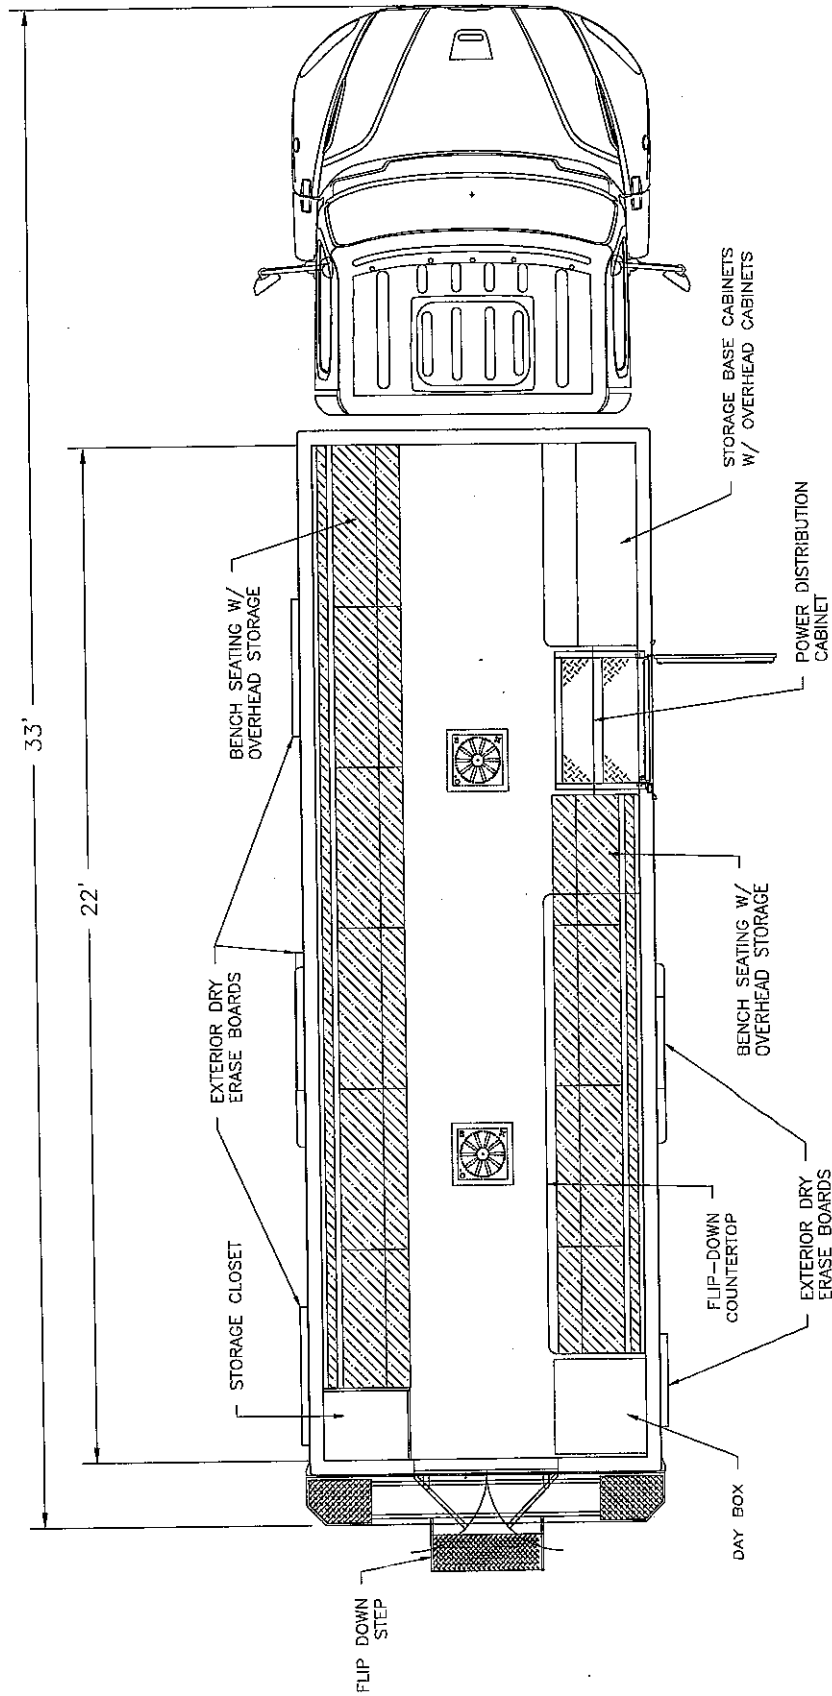 33'
22'
EXTERIOR DRY
ERASE BOARDS
BENCH SEATING W/
OVERHEAD STORAGE
STORAGE CLOSET
FLIP DOWN
STEP
DAY BOX
FLIP-DOWN
COUNTERTOP
EXTERIOR DRY
ERASE BOARDS
BENCH SEATING W/
OVERHEAD STORAGE
POWER DISTRIBUTION
CABINET
STORAGE BASE CABINETS
W/ OVERHEAD CABINETS